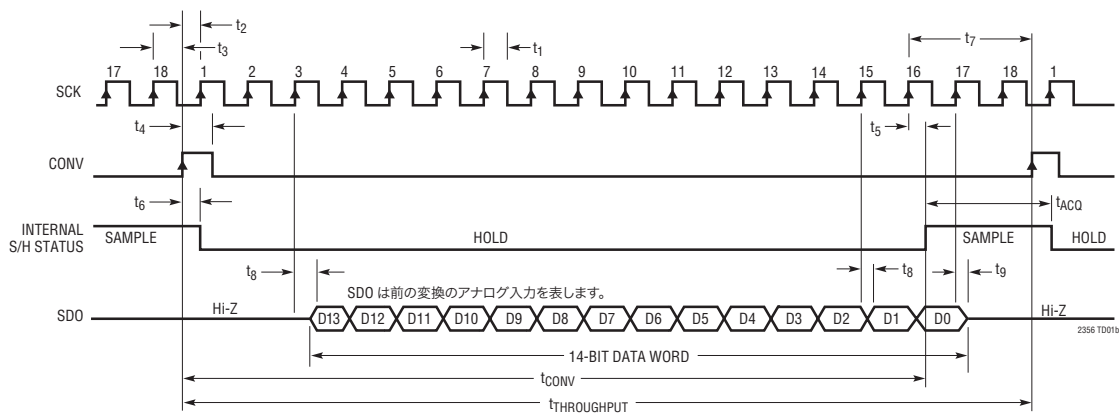 t2
t3
t1
t7
17 18 1 2 3 4 5 6 7 8 9 10 11 12 13 14 15 16 17 18 1
SCK
t4
t5
CONV
t6
tACQ
INTERNAL
S/H STATUS
SAMPLE
HOLD
SAMPLE
HOLD
t8
t8
t9
SDO は前の変換のアナログ入力を表します。
SDO
Hi-Z
D13 D12 D11 D10 D9 D8 D7 D6 D5 D4 D3 D2 D1 D0
Hi-Z
2356 TD01b
14-BIT DATA WORD
tCONV
tTHROUGHPUT